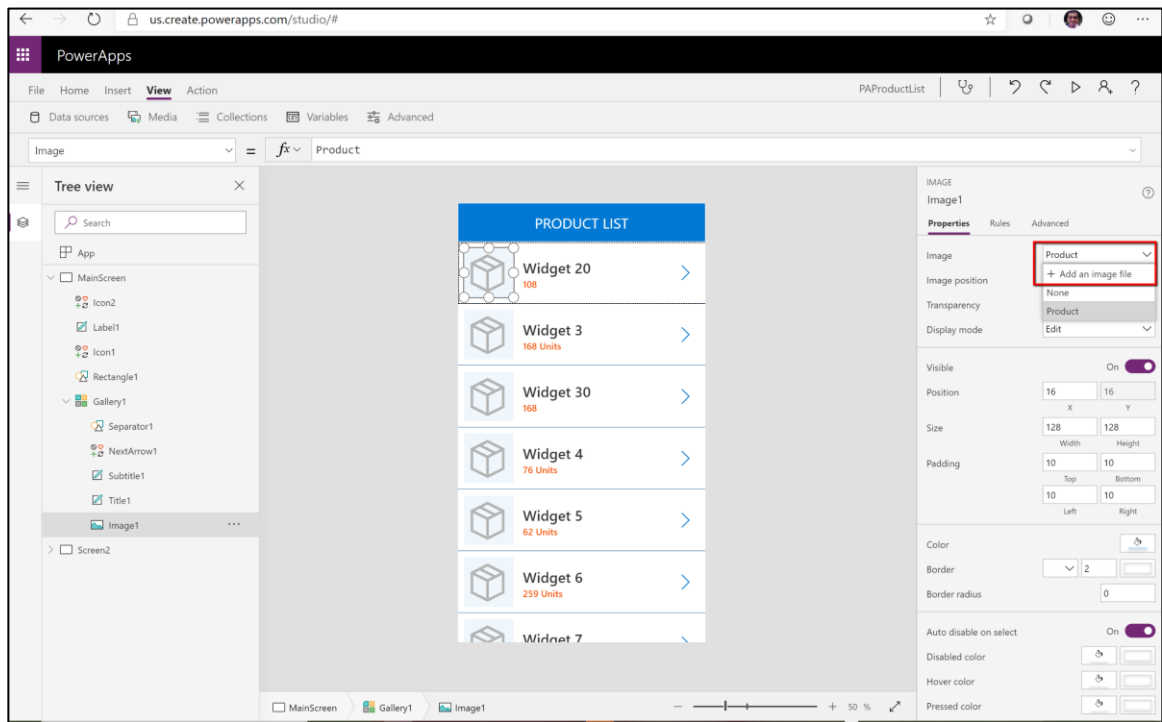 us.create.powerapps.com/studio/#
PowerApps
File Home Insert View Action
PAProductList
Data sources Media Collections Variables Advanced
Image = fx Product
Tree view
Search
App
MainScreen
Icon2
Label1
Icon1
Rectangle1
Gallery1
Separator1
NextArrow1
Subtitle1
Title1
Image1
Screen2
PRODUCT LIST
Widget 20
108
Widget 3
168 Units
Widget 30
168
Widget 4
76 Units
Widget 5
62 Units
Widget 6
259 Units
Widget 7
MainScreen Gallery1 Image1
50 %
IMAGE
Image1
Properties Rules Advanced
Image Product
+ Add an image file
Image position
None
Transparency
Product
Display mode Edit
Visible On
Position 16 16
X Y
Size 128 128
Width Height
Padding 10 10
Top Bottom
10 10
Left Right
Color
Border 2
Border radius 0
Auto disable on select On
Disabled color
Hover color
Pressed color